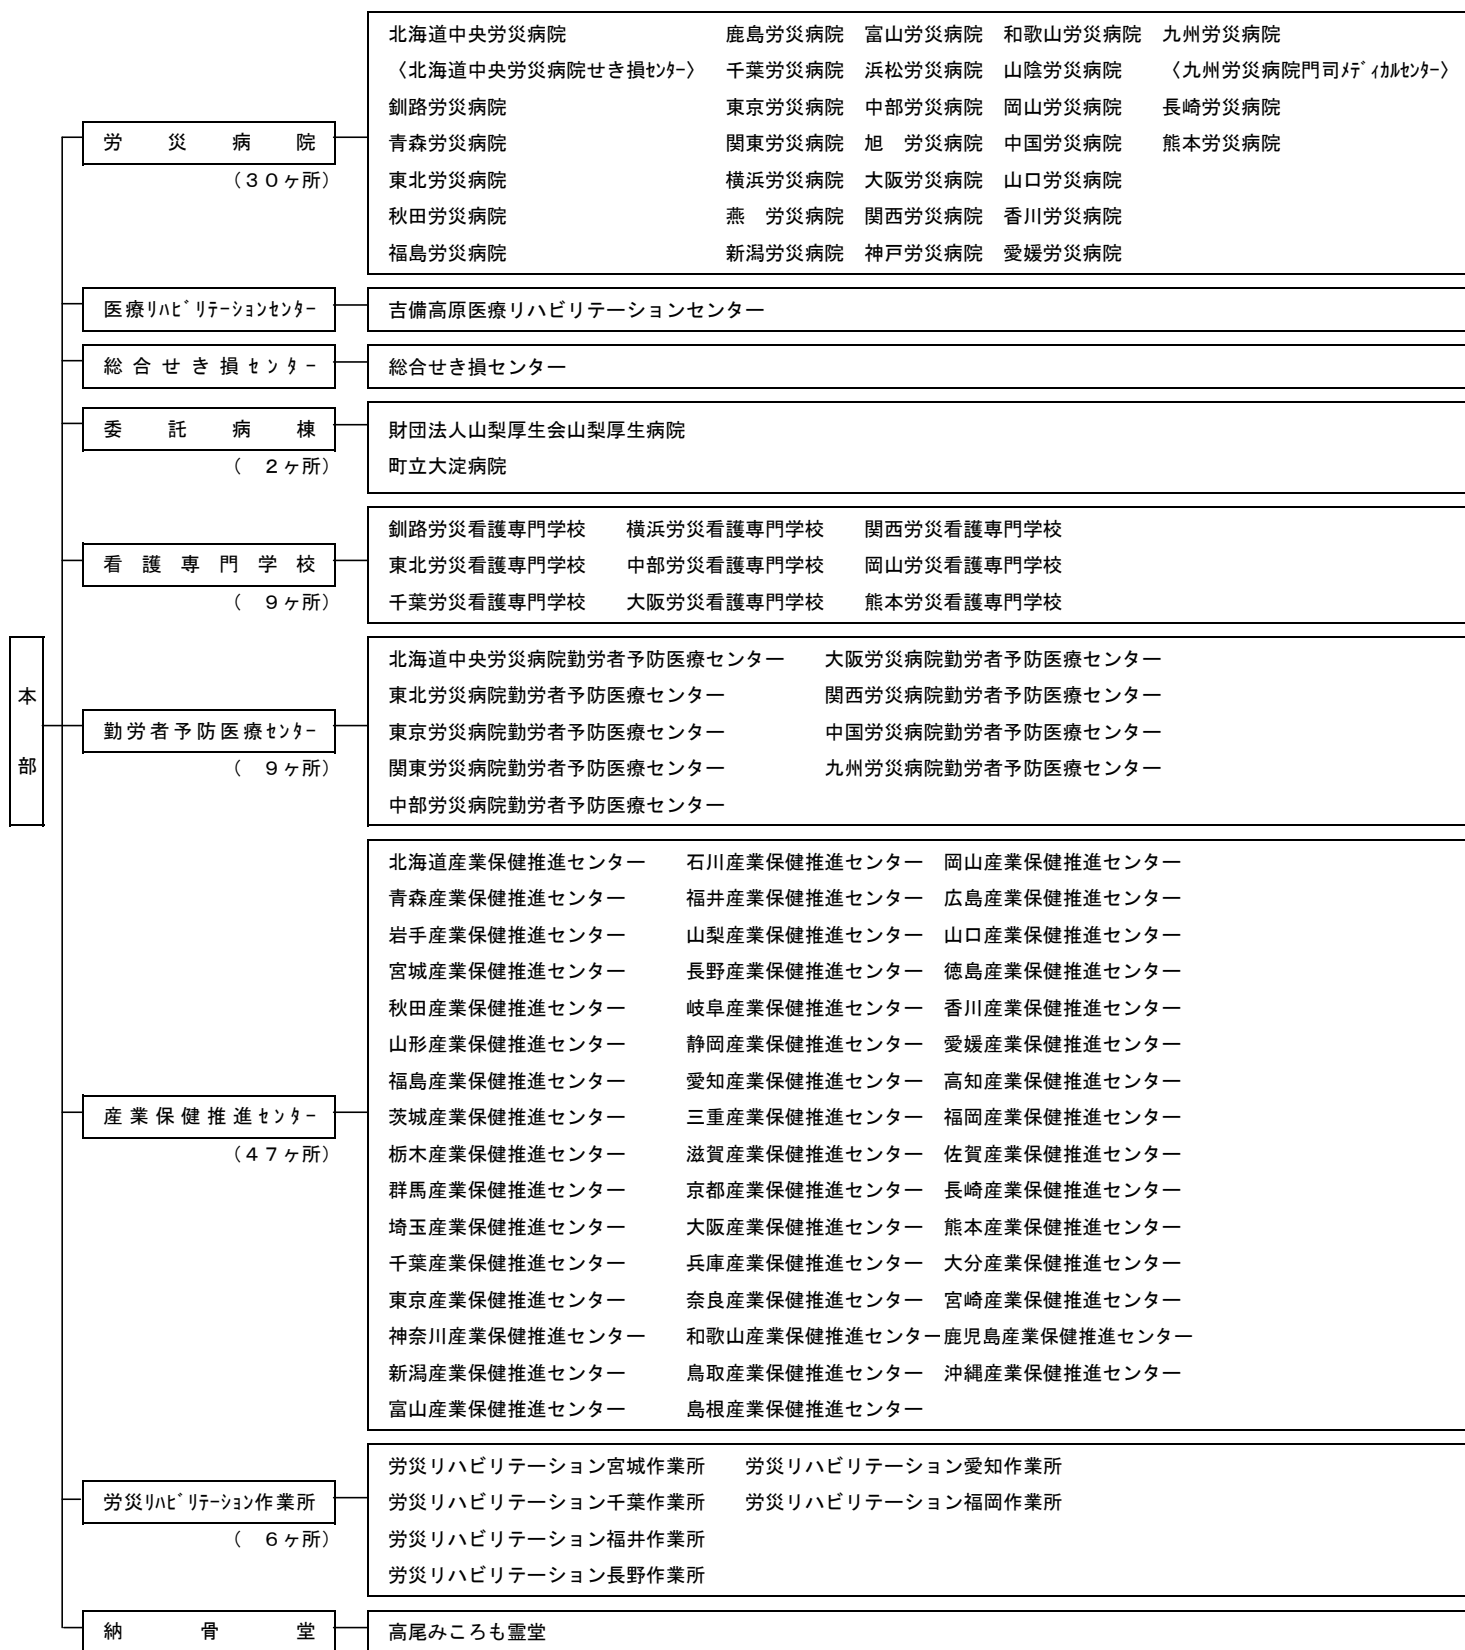 本部
労災病院
（３０ヶ所）
北海道中央労災病院 鹿島労災病院 富山労災病院 和歌山労災病院 九州労災病院
〈北海道中央労災病院せき損ｾﾝﾀｰ〉 千葉労災病院 浜松労災病院 山陰労災病院 〈九州労災病院門司ﾒﾃﾞｨｶﾙｾﾝﾀｰ〉
釧路労災病院 東京労災病院 中部労災病院 岡山労災病院 長崎労災病院
青森労災病院 関東労災病院 旭　労災病院 中国労災病院 熊本労災病院
東北労災病院 横浜労災病院 大阪労災病院 山口労災病院
秋田労災病院 燕　労災病院 関西労災病院 香川労災病院
福島労災病院 新潟労災病院 神戸労災病院 愛媛労災病院
医療ﾘﾊﾋﾞﾘﾃｰｼｮﾝｾﾝﾀｰ
吉備高原医療リハビリテーションセンター
総合せき損ｾﾝﾀｰ
総合せき損センター
委託病棟
（　２ヶ所）
財団法人山梨厚生会山梨厚生病院
町立大淀病院
看護専門学校
（　９ヶ所）
釧路労災看護専門学校 横浜労災看護専門学校 関西労災看護専門学校
東北労災看護専門学校 中部労災看護専門学校 岡山労災看護専門学校
千葉労災看護専門学校 大阪労災看護専門学校 熊本労災看護専門学校
勤労者予防医療ｾﾝﾀｰ
（　９ヶ所）
北海道中央労災病院勤労者予防医療センター 大阪労災病院勤労者予防医療センター
東北労災病院勤労者予防医療センター 関西労災病院勤労者予防医療センター
東京労災病院勤労者予防医療センター 中国労災病院勤労者予防医療センター
関東労災病院勤労者予防医療センター 九州労災病院勤労者予防医療センター
中部労災病院勤労者予防医療センター
産業保健推進ｾﾝﾀｰ
（４７ヶ所）
北海道産業保健推進センター 石川産業保健推進センター 岡山産業保健推進センター
青森産業保健推進センター 福井産業保健推進センター 広島産業保健推進センター
岩手産業保健推進センター 山梨産業保健推進センター 山口産業保健推進センター
宮城産業保健推進センター 長野産業保健推進センター 徳島産業保健推進センター
秋田産業保健推進センター 岐阜産業保健推進センター 香川産業保健推進センター
山形産業保健推進センター 静岡産業保健推進センター 愛媛産業保健推進センター
福島産業保健推進センター 愛知産業保健推進センター 高知産業保健推進センター
茨城産業保健推進センター 三重産業保健推進センター 福岡産業保健推進センター
栃木産業保健推進センター 滋賀産業保健推進センター 佐賀産業保健推進センター
群馬産業保健推進センター 京都産業保健推進センター 長崎産業保健推進センター
埼玉産業保健推進センター 大阪産業保健推進センター 熊本産業保健推進センター
千葉産業保健推進センター 兵庫産業保健推進センター 大分産業保健推進センター
東京産業保健推進センター 奈良産業保健推進センター 宮崎産業保健推進センター
神奈川産業保健推進センター 和歌山産業保健推進センター 鹿児島産業保健推進センター
新潟産業保健推進センター 鳥取産業保健推進センター 沖縄産業保健推進センター
富山産業保健推進センター 島根産業保健推進センター
労災ﾘﾊﾋﾞﾘﾃｰｼｮﾝ作業所
（　６ヶ所）
労災リハビリテーション宮城作業所 労災リハビリテーション愛知作業所
労災リハビリテーション千葉作業所 労災リハビリテーション福岡作業所
労災リハビリテーション福井作業所
労災リハビリテーション長野作業所
納骨堂
高尾みころも霊堂